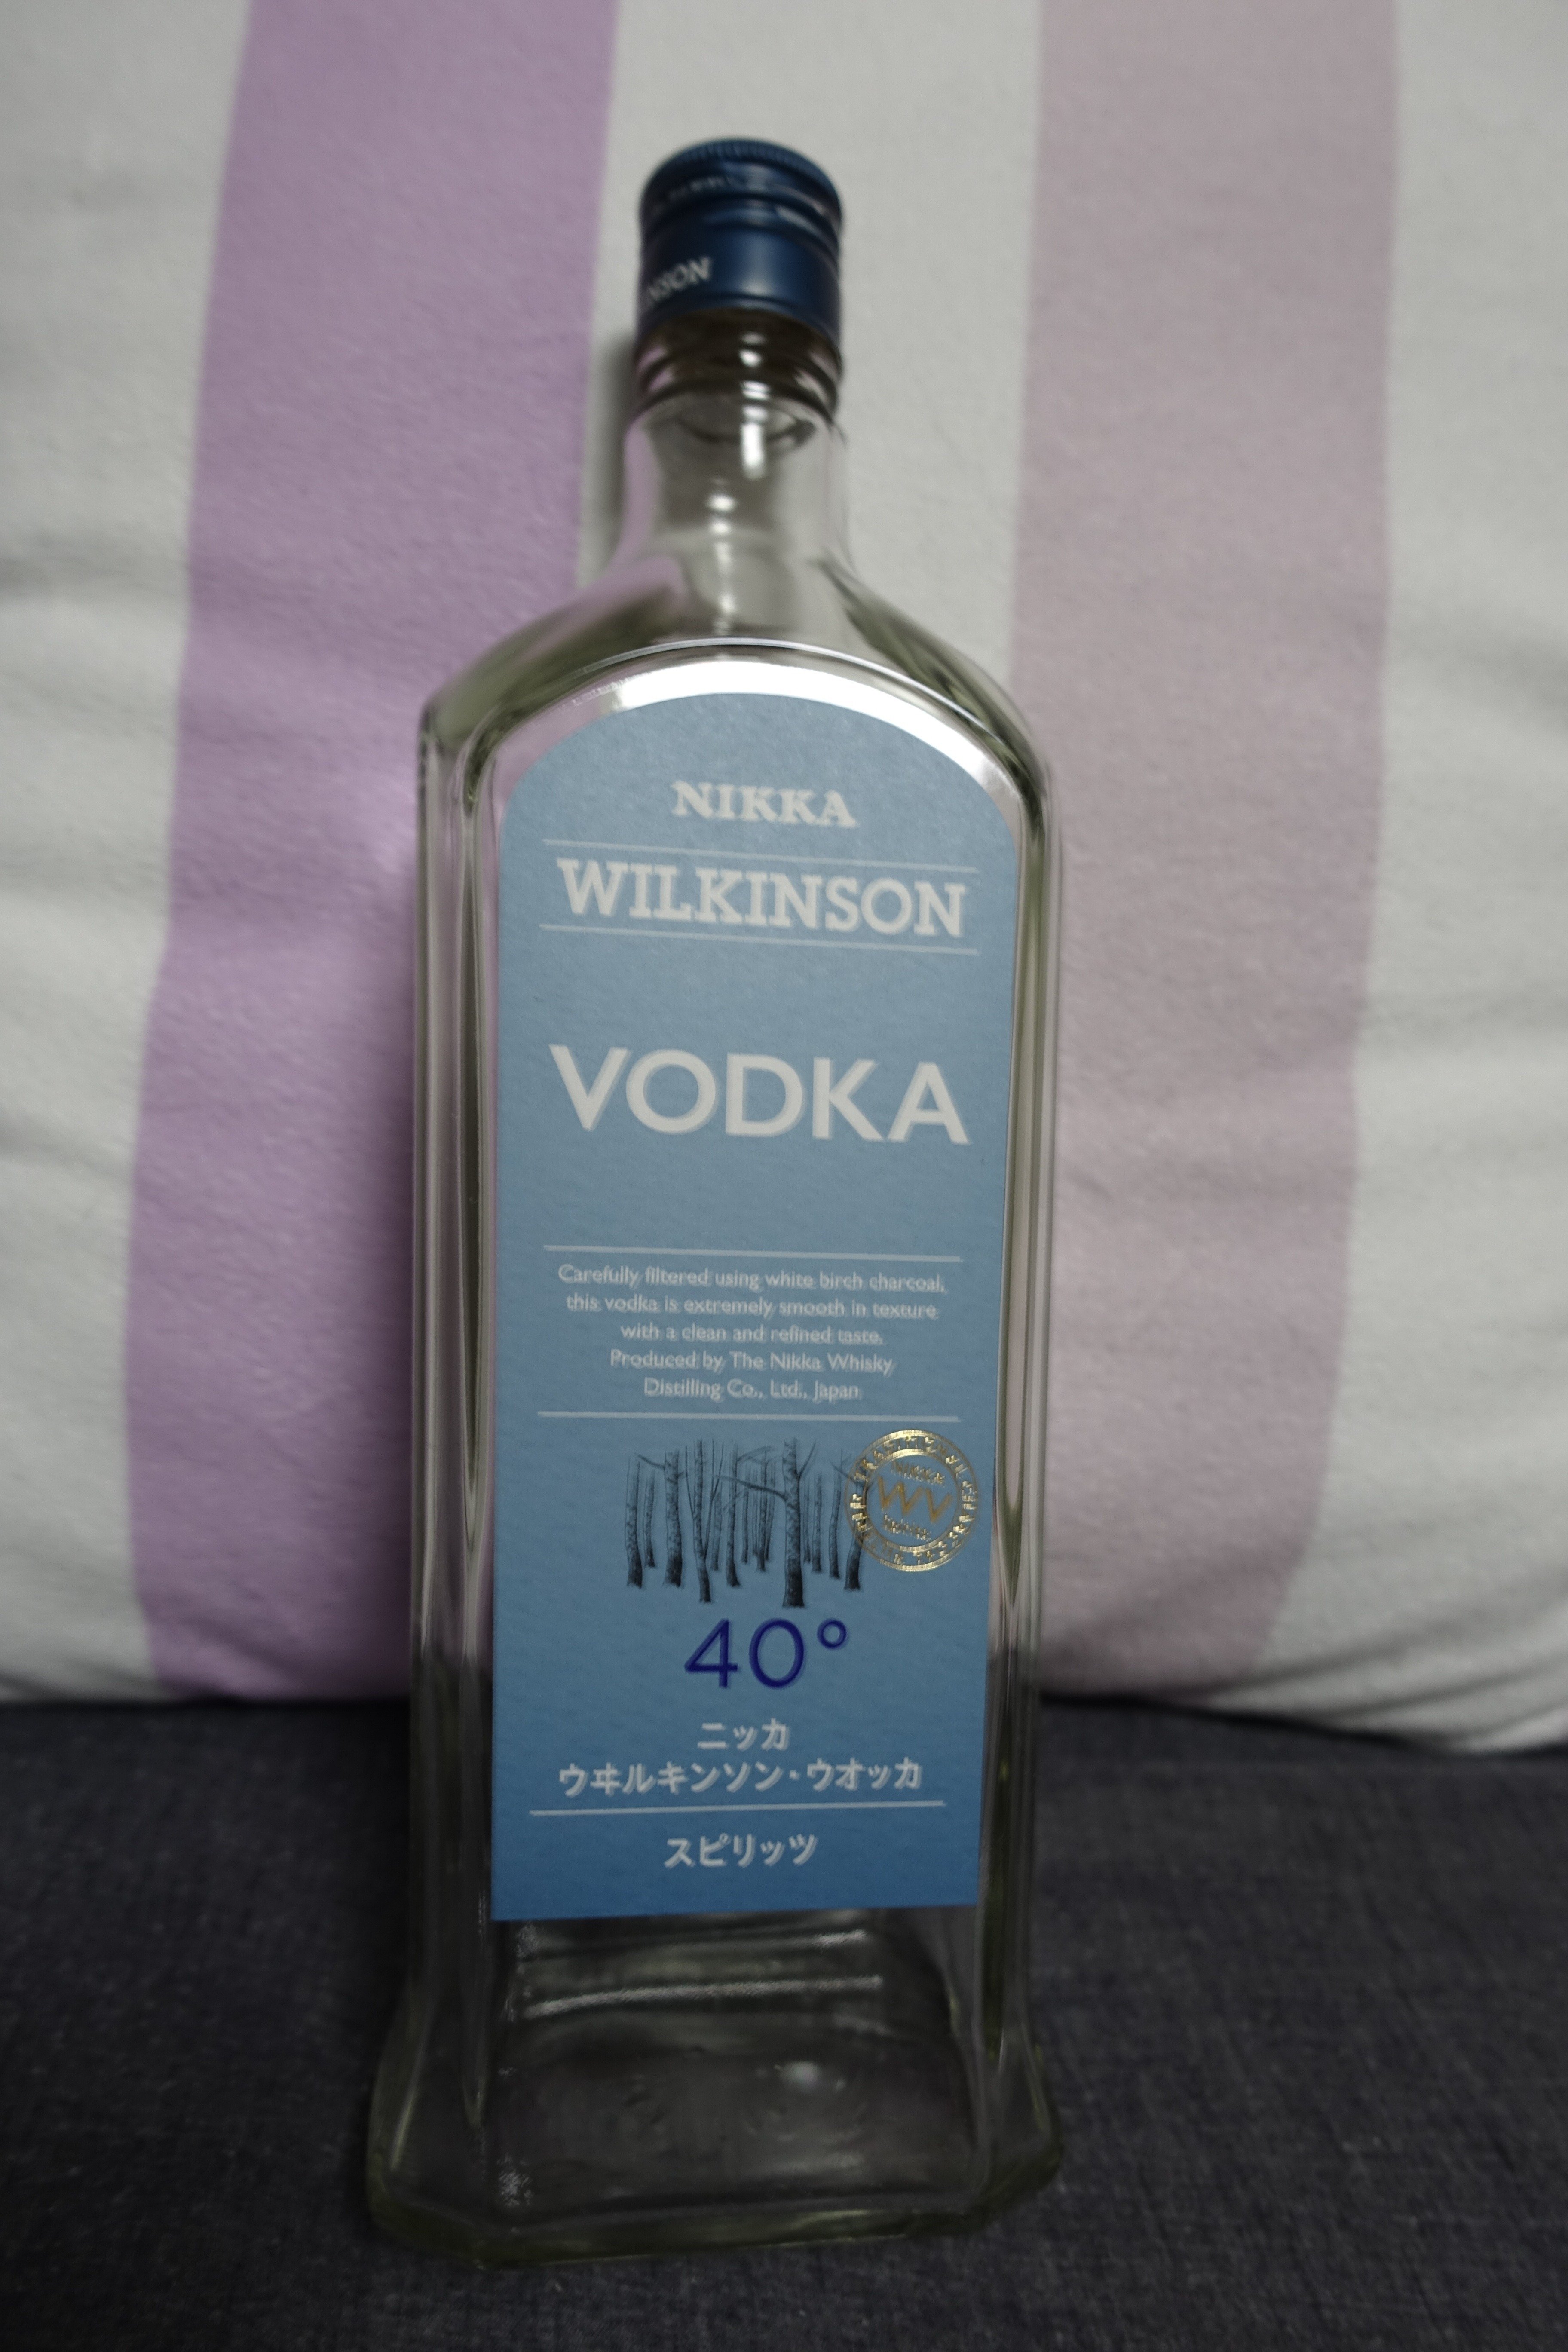 NSON
NIKKA
WILKINSON
VODKA
Carefully filtered using white birch charcoal,
this vodka is extremely smooth in texture
with a clean and refined taste.
Produced by The Nikka Whisky
Distilling Co., Ltd., Japan
WV
40°
ニッカ
ウヰルキンソン・ウオッカ
スピリッツ